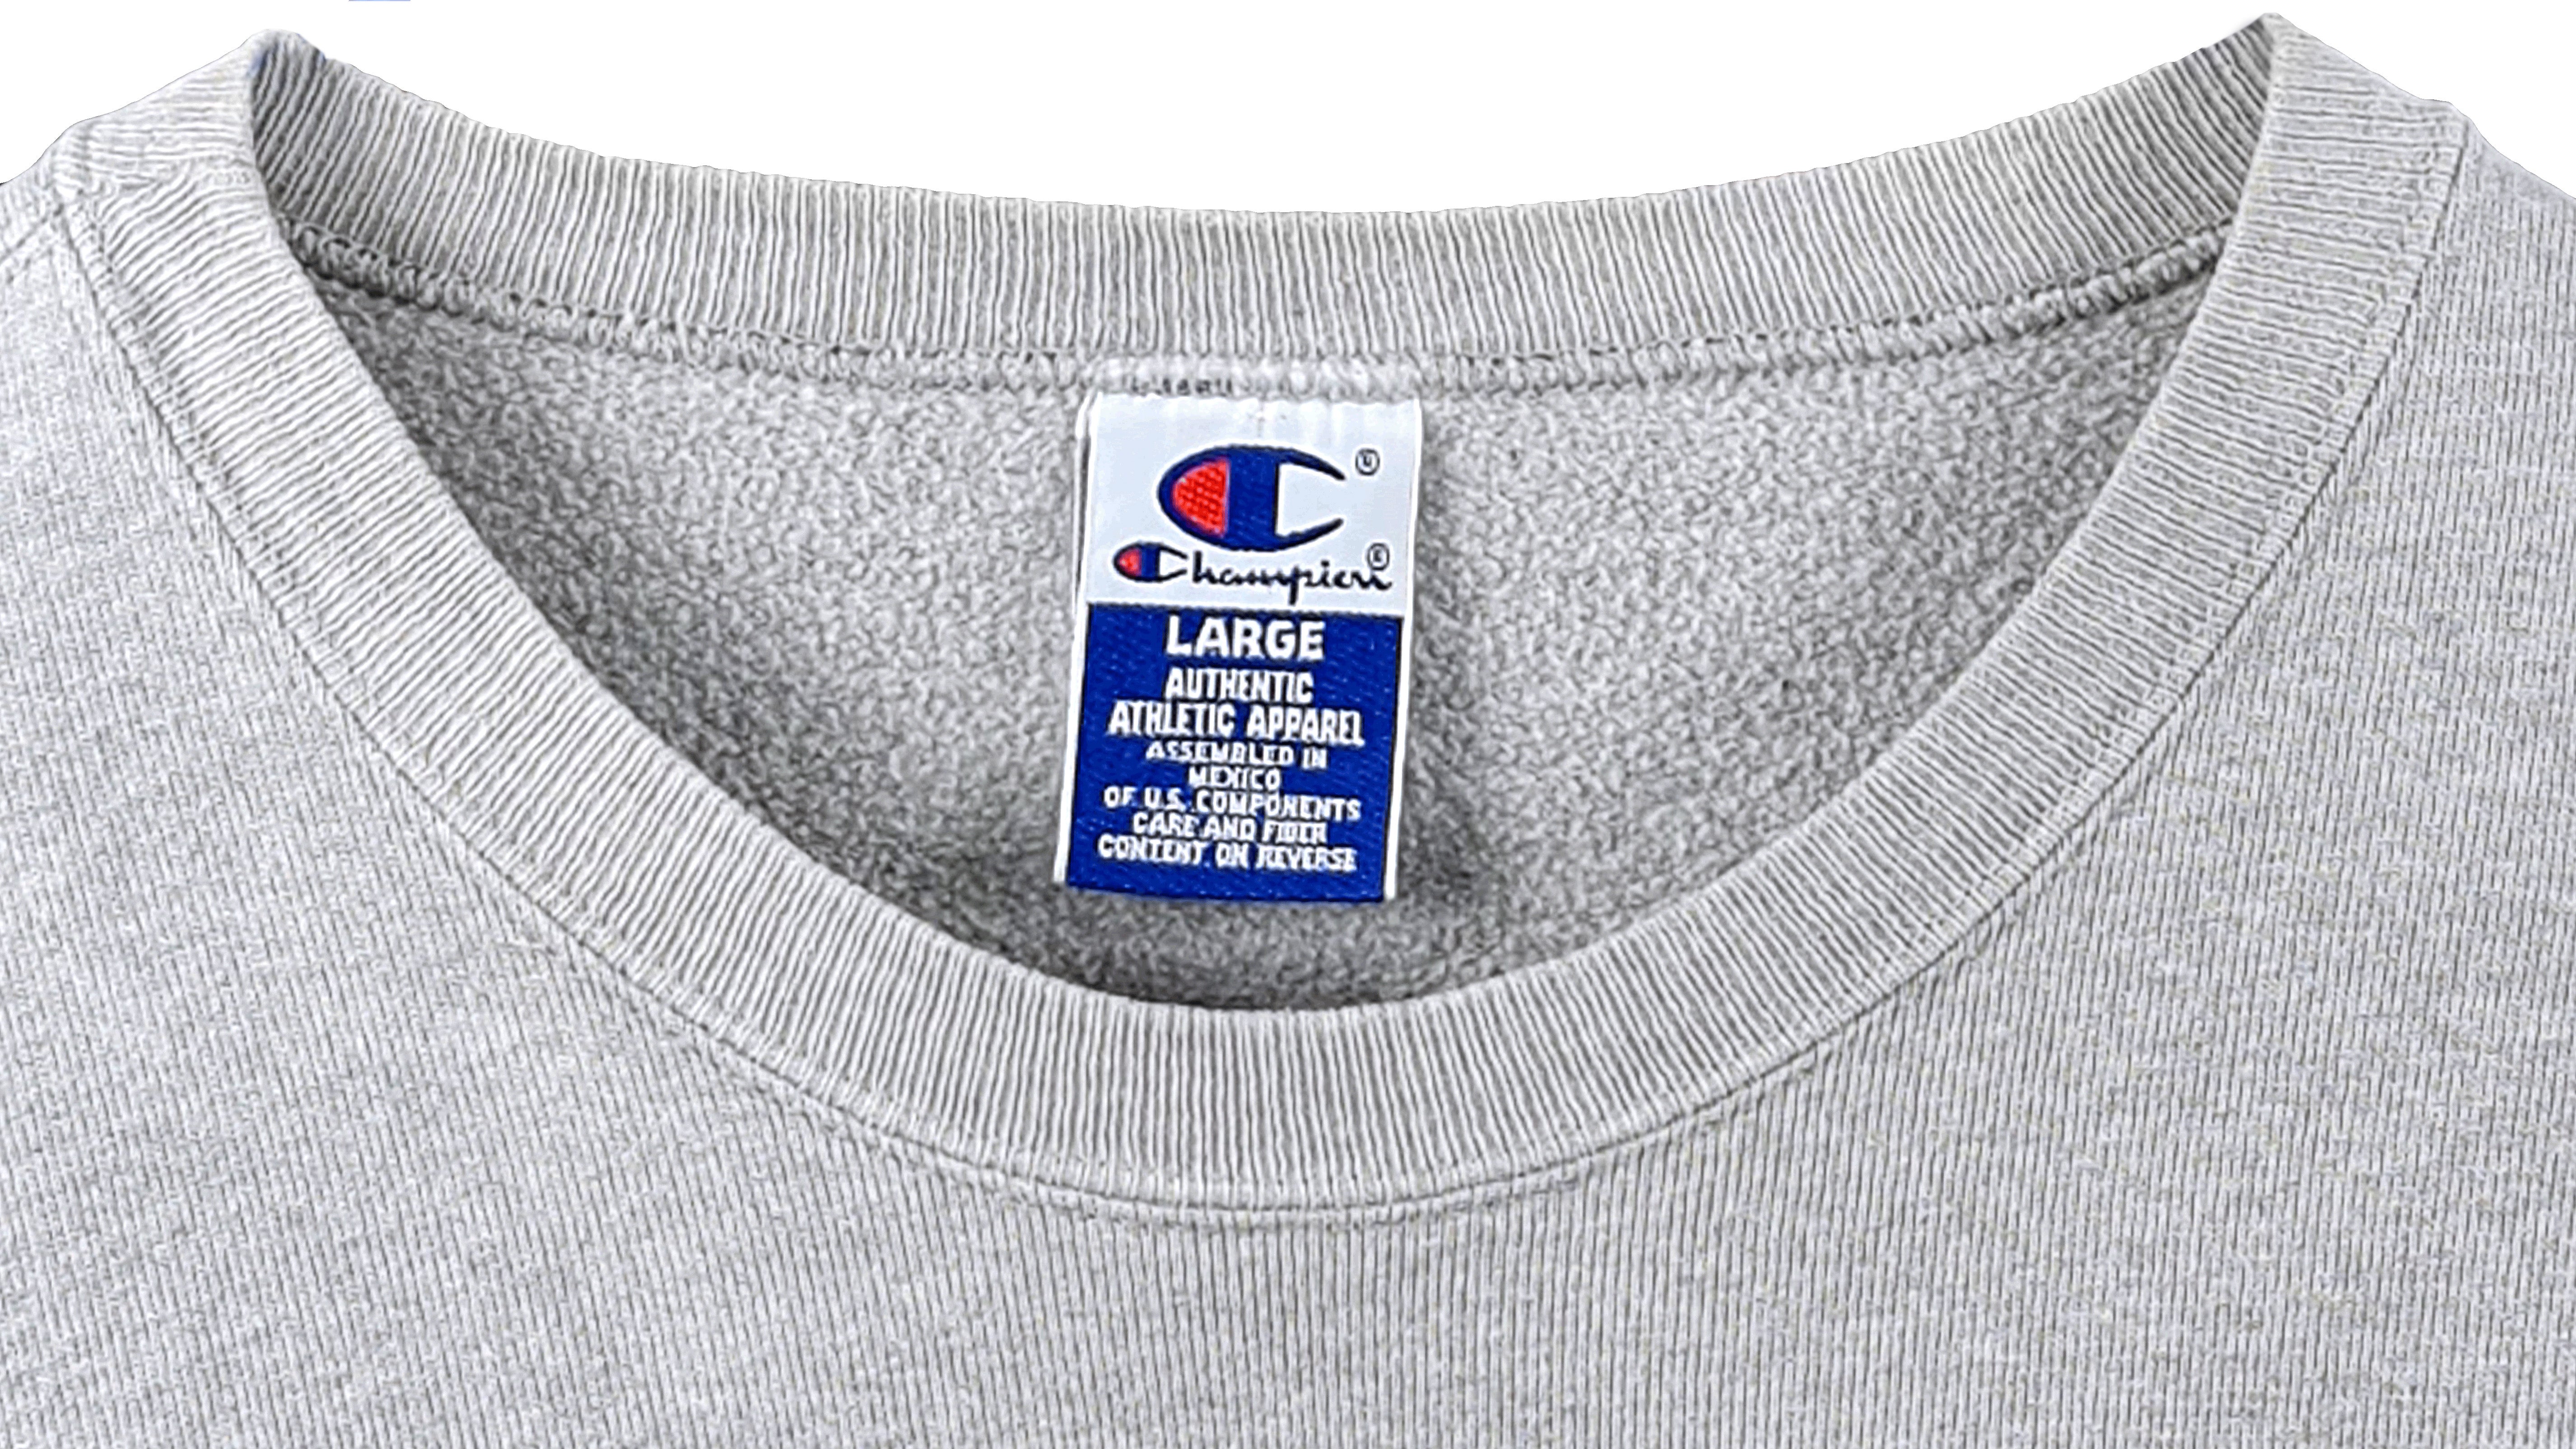 Champion®
LARGE
AUTHENTIC
ATHLETIC APPAREL
ASSEMBLED IN
MEXICO
OF U.S. COMPONENTS
CARE AND FIBER
CONTENT ON REVERSE